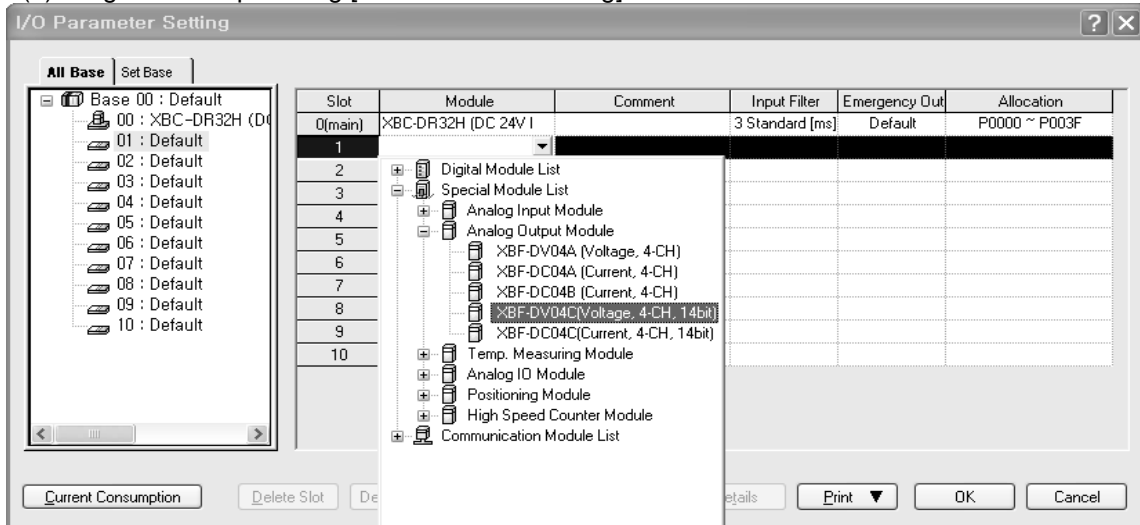 I/O Parameter Setting
All Base Set Base
Base 00 : Default
00 : XBC-DR32H (D
01 : Default
02 : Default
03 : Default
04 : Default
05 : Default
06 : Default
07 : Default
08 : Default
09 : Default
10 : Default
Slot Module Comment Input Filter Emergency Out Allocation
0(main) XBC-DR32H (DC 24V I 3 Standard [ms] Default P0000 ~ P003F
1
2
3
4
5
6
7
8
9
10
Digital Module List
Special Module List
Analog Input Module
Analog Output Module
XBF-DV04A (Voltage, 4-CH)
XBF-DC04A (Current, 4-CH)
XBF-DC04B (Current, 4-CH)
XBF-DV04C(Voltage, 4-CH, 14bit)
XBF-DC04C(Current, 4-CH, 14bit)
Temp. Measuring Module
Analog IO Module
Positioning Module
High Speed Counter Module
Communication Module List
Current Consumption Delete Slot De etails Print ▼ OK Cancel